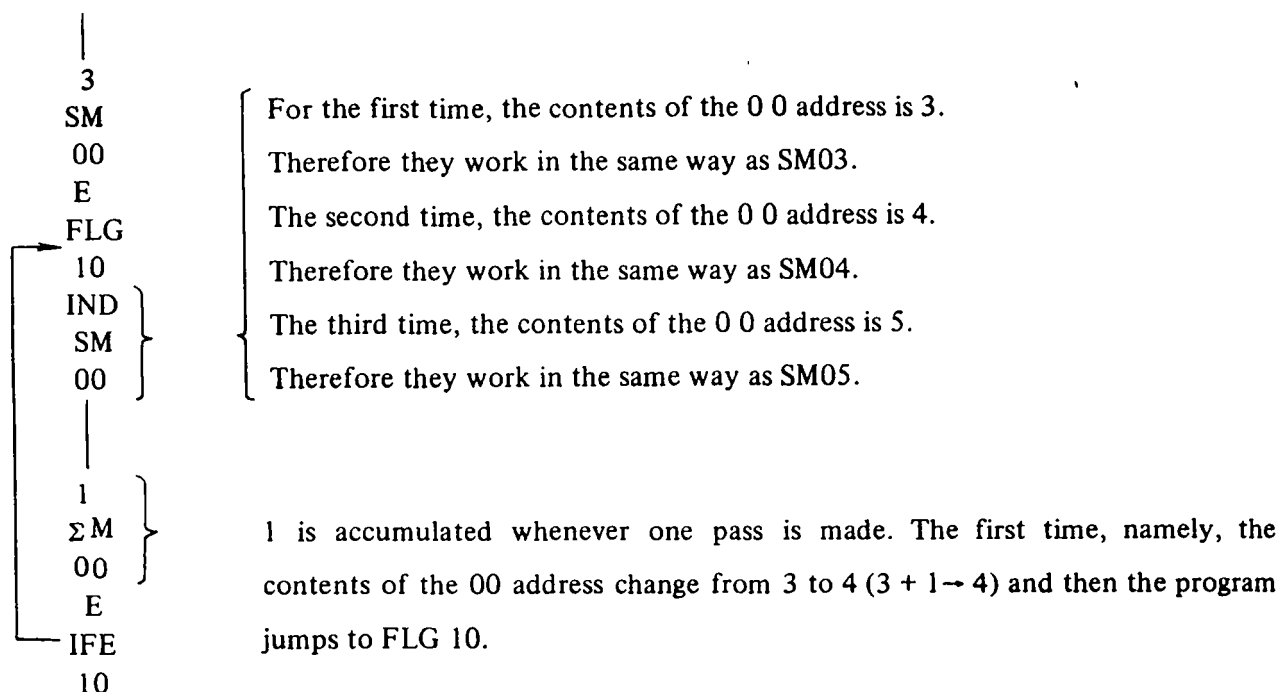 3
SM
00
E
FLG
10
IND
SM
00
For the first time, the contents of the 0 0 address is 3.
Therefore they work in the same way as SM03.
The second time, the contents of the 0 0 address is 4.
Therefore they work in the same way as SM04.
The third time, the contents of the 0 0 address is 5.
Therefore they work in the same way as SM05.
1
ΣM
00
E
IFE
10
1 is accumulated whenever one pass is made. The first time, namely, the
contents of the 00 address change from 3 to 4 (3 + 1→ 4) and then the program
jumps to FLG 10.